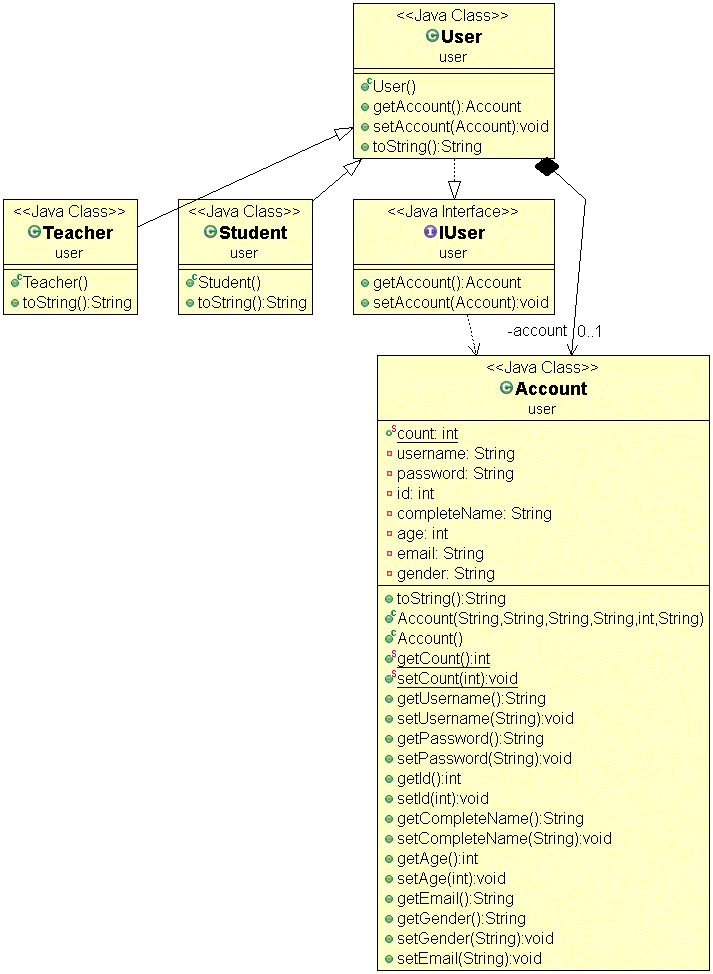 <<Java Class>>
User
user
User()
getAccount():Account
setAccount(Account):void
toString():String
<<Java Class>>
Teacher
user
Teacher()
toString():String
<<Java Class>>
Student
user
Student()
toString():String
<<Java Interface>>
IUser
user
getAccount():Account
setAccount(Account):void
-account 0..1
<<Java Class>>
Account
user
count: int
username: String
password: String
id: int
completeName: String
age: int
email: String
gender: String
toString():String
Account(String,String,String,String,int,String)
Account()
getCount():int
setCount(int):void
getUsername():String
setUsername(String):void
getPassword():String
setPassword(String):void
getId():int
setId(int):void
getCompleteName():String
setCompleteName(String):void
getAge():int
setAge(int):void
getEmail():String
getGender():String
setGender(String):void
setEmail(String):void